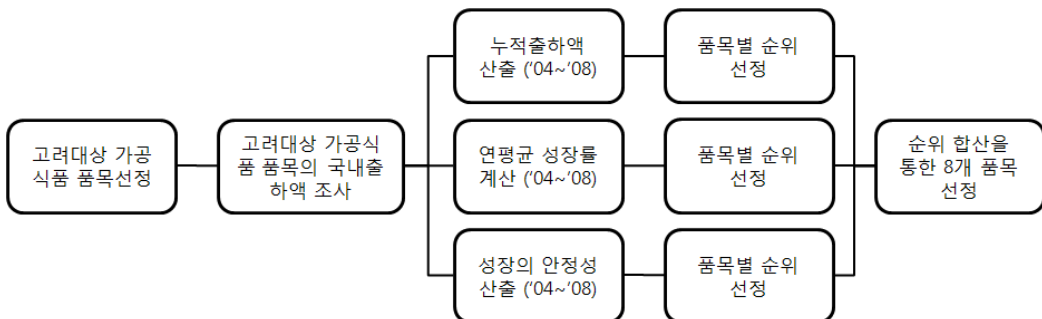 고려대상 가공
식품 품목선정
고려대상 가공식
품 품목의 국내출
하액 조사
누적출하액
산출 (‘04~‘08)
품목별 순위
선정
연평균 성장률
계산 (‘04~‘08)
품목별 순위
선정
성장의 안정성
산출 (‘04~‘08)
품목별 순위
선정
순위 합산을
통한 8개 품목
선정